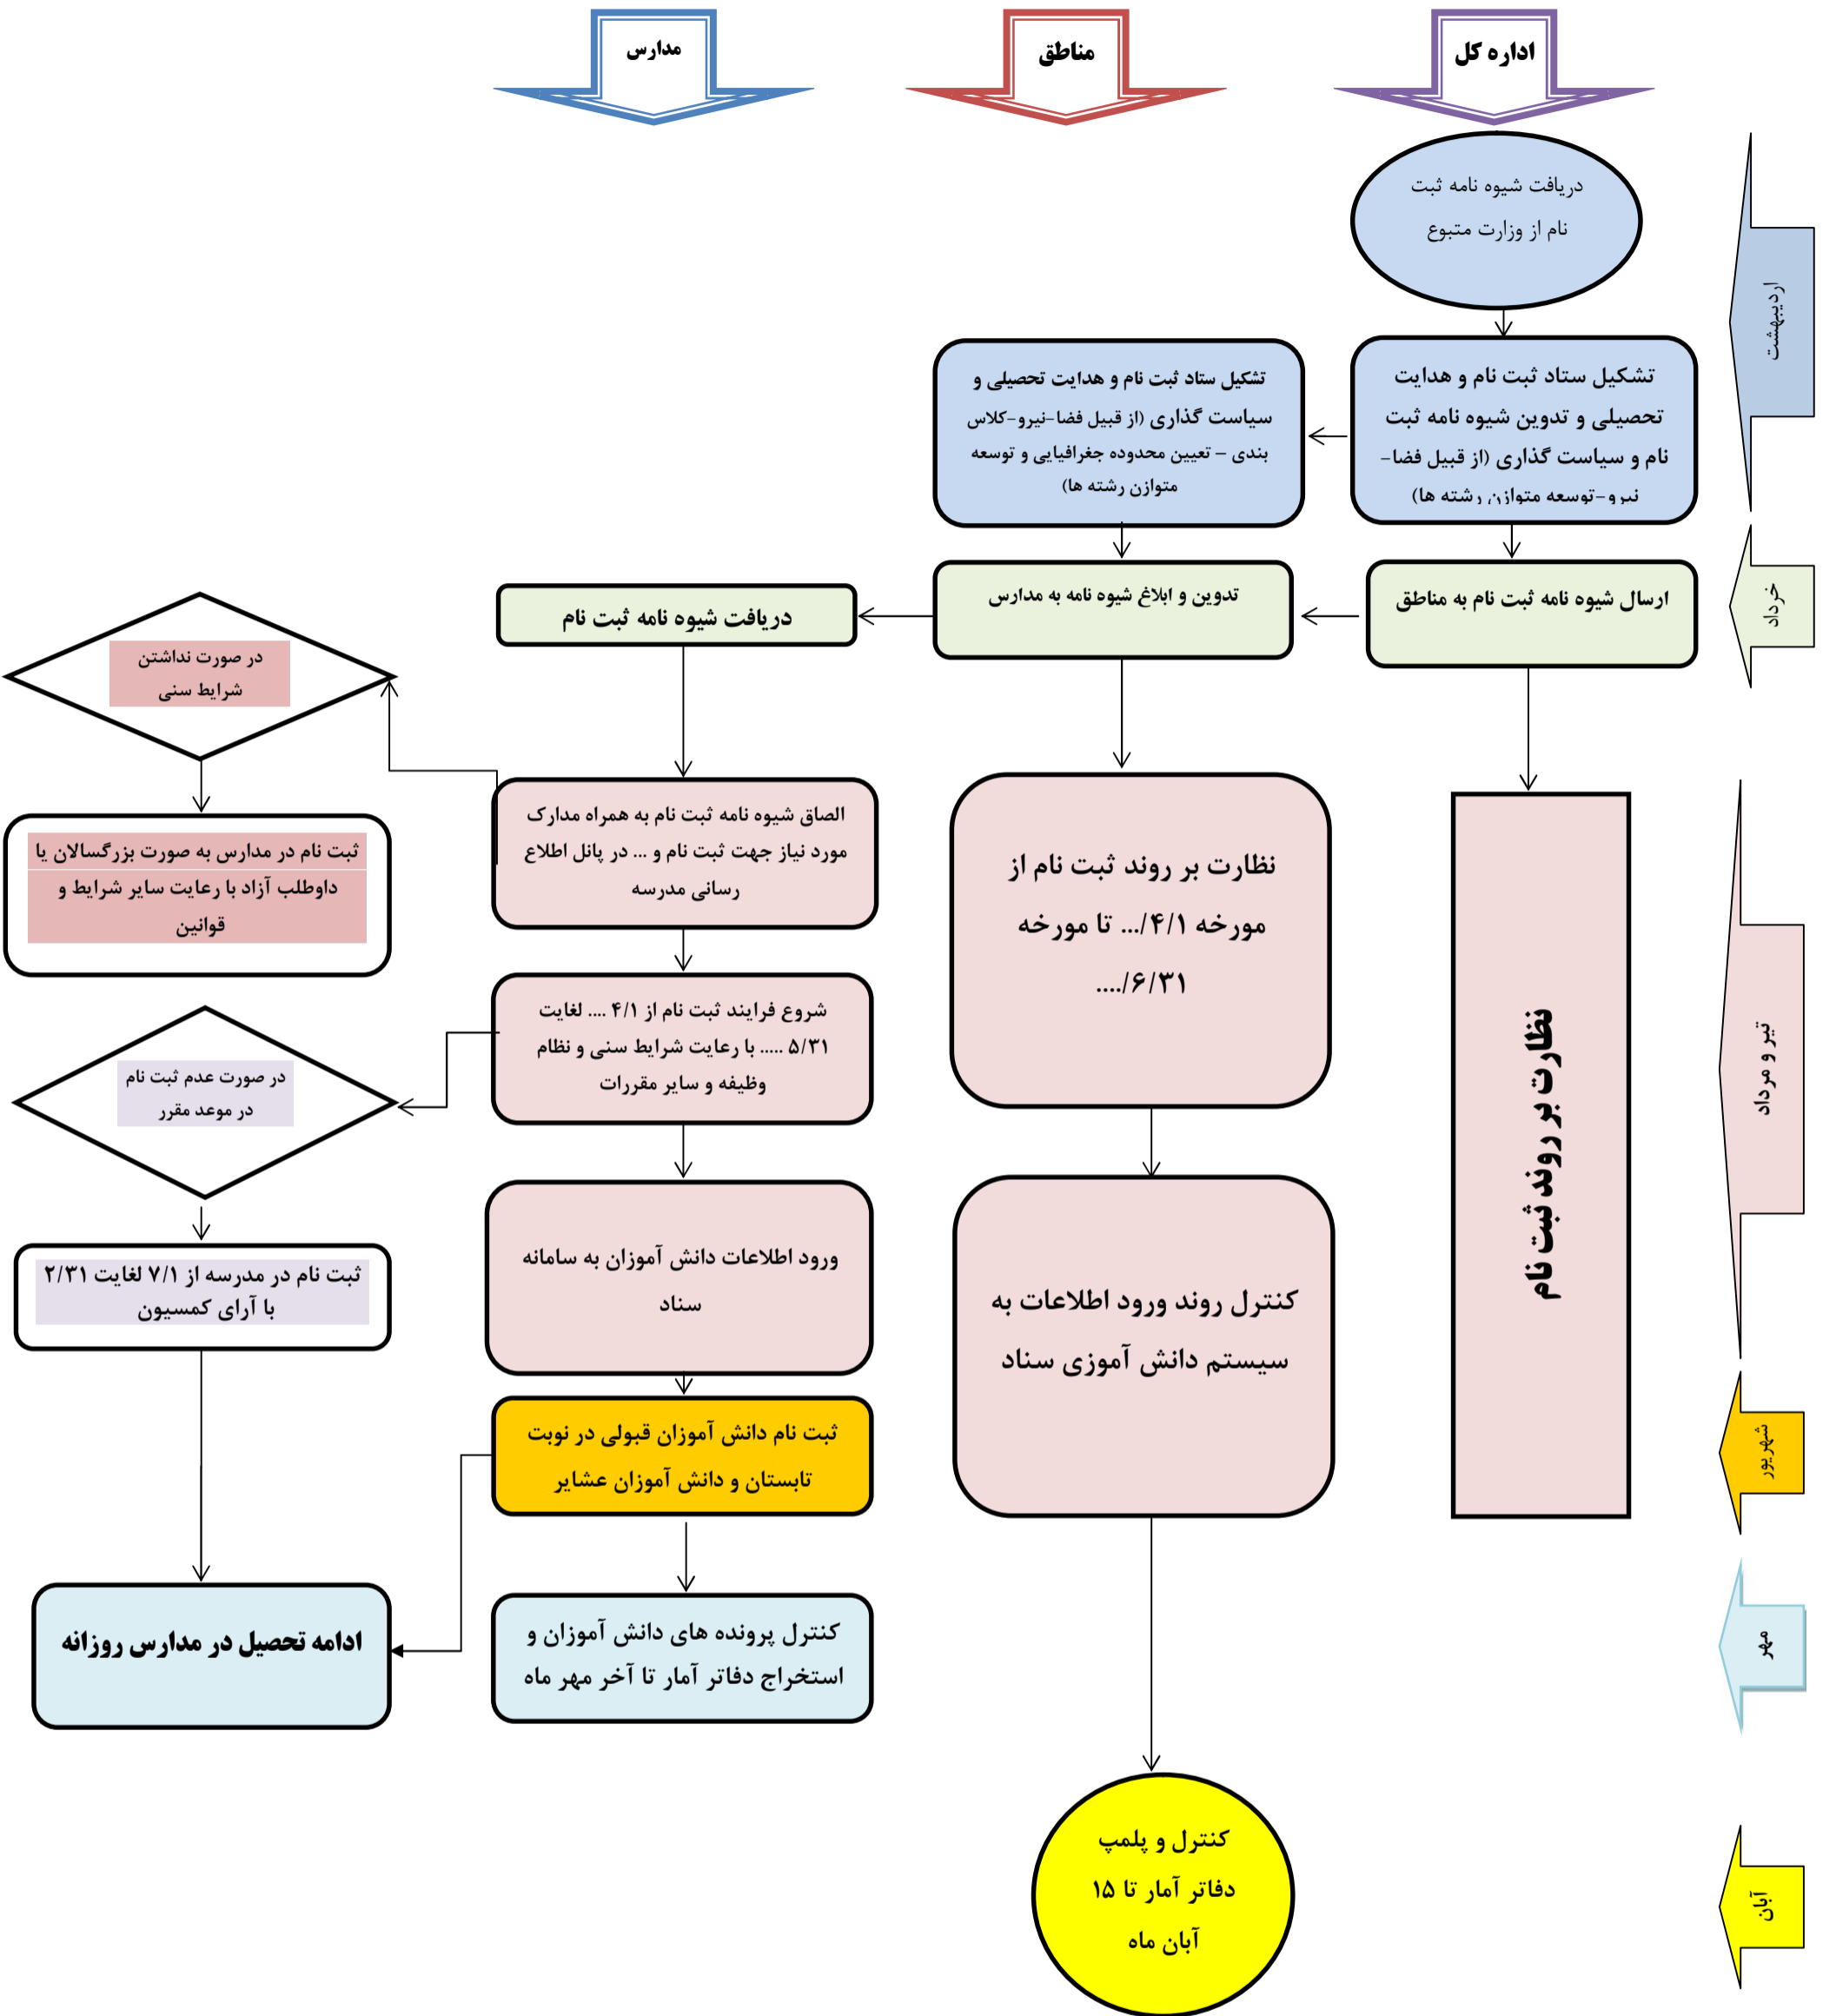 اداره کل
مناطق
مدارس
دریافت شیوه نامه ثبت
نام از وزارت متبوع
اردیبهشت
تشکیل ستاد ثبت نام و هدایت
تحصیلی و تدوین شیوه نامه ثبت
نام و سیاست گذاری (از قبیل فضا-
نیرو-توسعه متوازن رشته ها)
تشکیل ستاد ثبت نام و هدایت تحصیلی و
سیاست گذاری (از قبیل فضا-نیرو-کلاس
بندی – تعیین محدوده جغرافیایی و توسعه
متوازن رشته ها)
خرداد
ارسال شیوه نامه ثبت نام به مناطق
تدوین و ابلاغ شیوه نامه به مدارس
دریافت شیوه نامه ثبت نام
در صورت نداشتن
شرایط سنی
تیر و مرداد
نظارت بر روند ثبت نام
نظارت بر روند ثبت نام از
مورخه ۴/۱/... تا مورخه
۶/۳۱/....
الصاق شیوه نامه ثبت نام به همراه مدارک
مورد نیاز جهت ثبت نام و ... در پانل اطلاع
رسانی مدرسه
ثبت نام در مدارس به صورت بزرگسالان یا
داوطلب آزاد با رعایت سایر شرایط و
قوانین
شروع فرایند ثبت نام از ۴/۱ .... لغایت
۵/۳۱ ..... با رعایت شرایط سنی و نظام
وظیفه و سایر مقررات
در صورت عدم ثبت نام
در موعد مقرر
کنترل روند ورود اطلاعات به
سیستم دانش آموزی سناد
ورود اطلاعات دانش آموزان به سامانه
سناد
ثبت نام در مدرسه از ۷/۱ لغایت ۲/۳۱
با آرای کمسیون
شهریور
ثبت نام دانش آموزان قبولی در نوبت
تابستان و دانش آموزان عشایر
مهر
کنترل پرونده های دانش آموزان و
استخراج دفاتر آمار تا آخر مهر ماه
ادامه تحصیل در مدارس روزانه
آبان
کنترل و پلمپ
دفاتر آمار تا ۱۵
آبان ماه